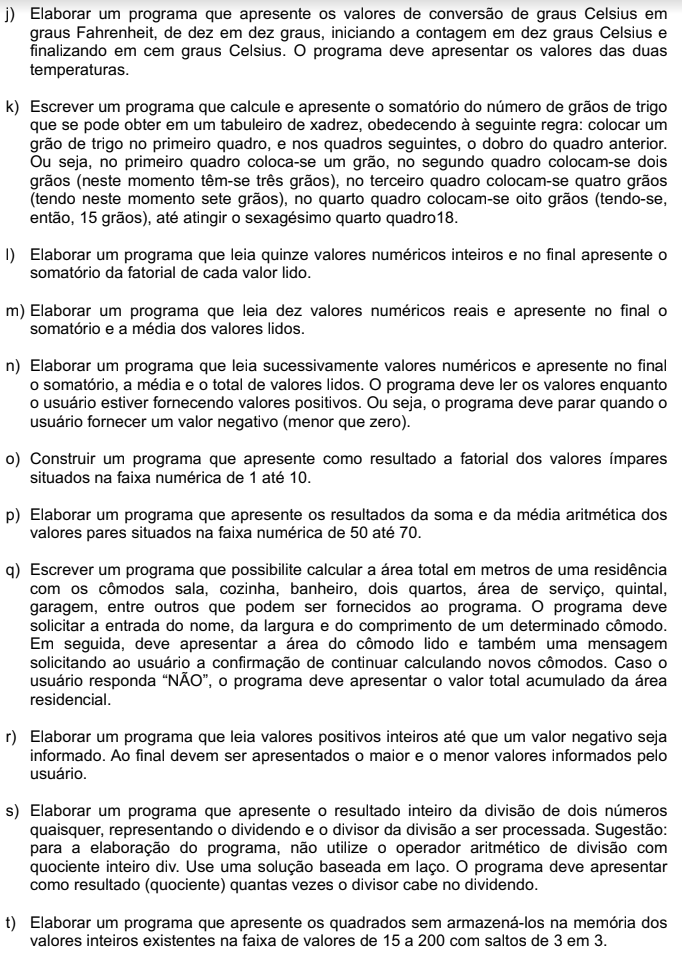 j) Elaborar um programa que apresente os valores de conversão de graus Celsius em
graus Fahrenheit, de dez em dez graus, iniciando a contagem em dez graus Celsius e
finalizando em cem graus Celsius. O programa deve apresentar os valores das duas
temperaturas.
k) Escrever um programa que calcule e apresente o somatório do número de grãos de trigo
que se pode obter em um tabuleiro de xadrez, obedecendo à seguinte regra: colocar um
grão de trigo no primeiro quadro, e nos quadros seguintes, o dobro do quadro anterior.
Ou seja, no primeiro quadro coloca-se um grão, no segundo quadro colocam-se dois
grãos (neste momento têm-se três grãos), no terceiro quadro colocam-se quatro grãos
(tendo neste momento sete grãos), no quarto quadro colocam-se oito grãos (tendo-se,
então, 15 grãos), até atingir o sexagésimo quarto quadro18.
l) Elaborar um programa que leia quinze valores numéricos inteiros e no final apresente o
somatório da fatorial de cada valor lido.
m) Elaborar um programa que leia dez valores numéricos reais e apresente no final o
somatório e a média dos valores lidos.
n) Elaborar um programa que leia sucessivamente valores numéricos e apresente no final
o somatório, a média e o total de valores lidos. O programa deve ler os valores enquanto
o usuário estiver fornecendo valores positivos. Ou seja, o programa deve parar quando o
usuário fornecer um valor negativo (menor que zero).
o) Construir um programa que apresente como resultado a fatorial dos valores ímpares
situados na faixa numérica de 1 até 10.
p) Elaborar um programa que apresente os resultados da soma e da média aritmética dos
valores pares situados na faixa numérica de 50 até 70.
q) Escrever um programa que possibilite calcular a área total em metros de uma residência
com os cômodos sala, cozinha, banheiro, dois quartos, área de serviço, quintal,
garagem, entre outros que podem ser fornecidos ao programa. O programa deve
solicitar a entrada do nome, da largura e do comprimento de um determinado cômodo.
Em seguida, deve apresentar a área do cômodo lido e também uma mensagem
solicitando ao usuário a confirmação de continuar calculando novos cômodos. Caso o
usuário responda “NÃO”, o programa deve apresentar o valor total acumulado da área
residencial.
r) Elaborar um programa que leia valores positivos inteiros até que um valor negativo seja
informado. Ao final devem ser apresentados o maior e o menor valores informados pelo
usuário.
s) Elaborar um programa que apresente o resultado inteiro da divisão de dois números
quaisquer, representando o dividendo e o divisor da divisão a ser processada. Sugestão:
para a elaboração do programa, não utilize o operador aritmético de divisão com
quociente inteiro div. Use uma solução baseada em laço. O programa deve apresentar
como resultado (quociente) quantas vezes o divisor cabe no dividendo.
t) Elaborar um programa que apresente os quadrados sem armazená-los na memória dos
valores inteiros existentes na faixa de valores de 15 a 200 com saltos de 3 em 3.